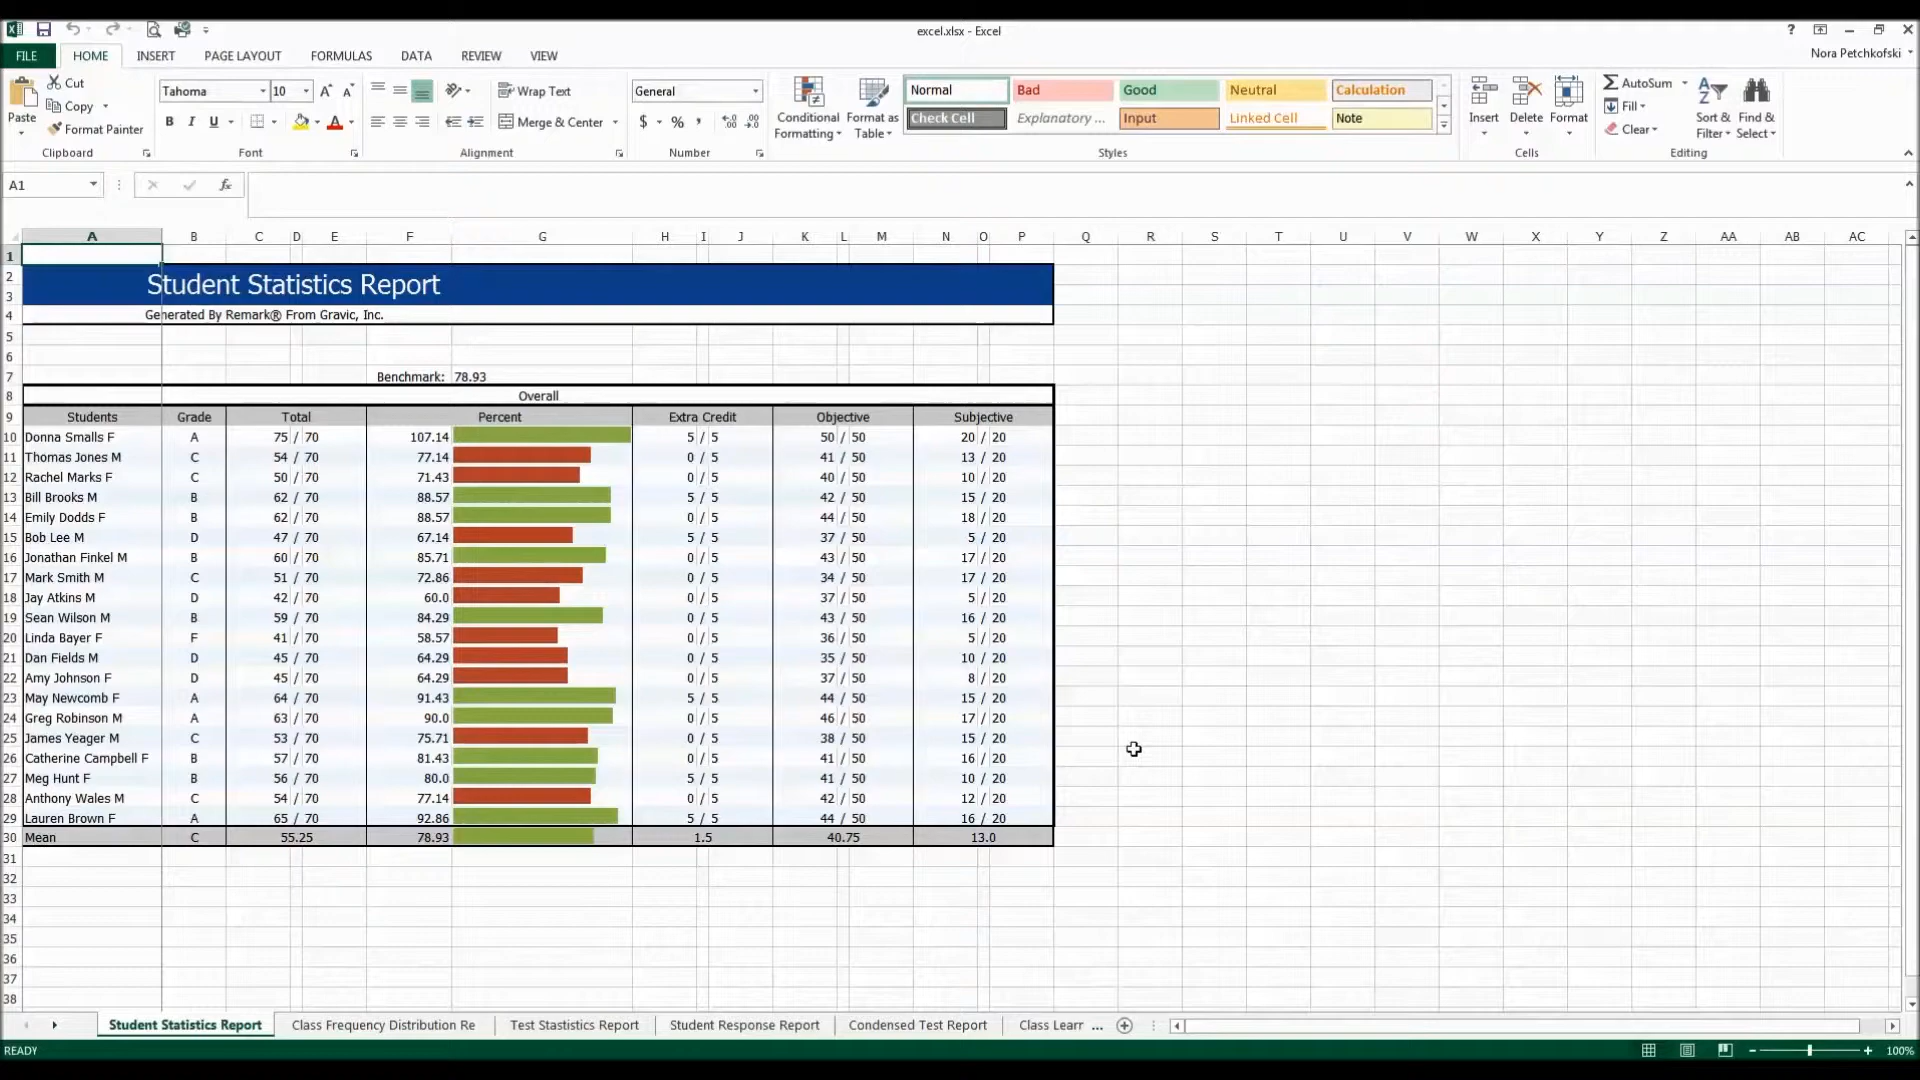 excel.xlsx - Excel
?
FILE HOME INSERT PAGE LAYOUT FORMULAS DATA REVIEW VIEW
Nora Petchkofski
Paste
Cut
Copy
Format Painter
Clipboard
Tahoma 10
B I U
Font
Wrap Text
Merge & Center
Alignment
General
$ % ,
Number
Conditional Formatting
Format as Table
Normal Bad Good Neutral Calculation
Check Cell Explanatory ... Input Linked Cell Note
Styles
Insert Delete Format
Cells
AutoSum
Fill
Clear
Sort & Filter
Find & Select
Editing
A1 fx
A B C D E F G H I J K L M N O P Q R S T U V W X Y Z AA AB AC
1
2 Student Statistics Report
3
4 Generated By Remark® From Gravic, Inc.
5
6
7 Benchmark: 78.93
8 Overall
9 Students Grade Total Percent Extra Credit Objective Subjective
10 Donna Smalls F A 75 / 70 107.14 5 / 5 50 / 50 20 / 20
11 Thomas Jones M C 54 / 70 77.14 0 / 5 41 / 50 13 / 20
12 Rachel Marks F C 50 / 70 71.43 0 / 5 40 / 50 10 / 20
13 Bill Brooks M B 62 / 70 88.57 5 / 5 42 / 50 15 / 20
14 Emily Dodds F B 62 / 70 88.57 0 / 5 44 / 50 18 / 20
15 Bob Lee M D 47 / 70 67.14 5 / 5 37 / 50 5 / 20
16 Jonathan Finkel M B 60 / 70 85.71 0 / 5 43 / 50 17 / 20
17 Mark Smith M C 51 / 70 72.86 0 / 5 34 / 50 17 / 20
18 Jay Atkins M D 42 / 70 60.0 0 / 5 37 / 50 5 / 20
19 Sean Wilson M B 59 / 70 84.29 0 / 5 43 / 50 16 / 20
20 Linda Bayer F F 41 / 70 58.57 0 / 5 36 / 50 5 / 20
21 Dan Fields M D 45 / 70 64.29 0 / 5 35 / 50 10 / 20
22 Amy Johnson F D 45 / 70 64.29 0 / 5 37 / 50 8 / 20
23 May Newcomb F A 64 / 70 91.43 5 / 5 44 / 50 15 / 20
24 Greg Robinson M A 63 / 70 90.0 0 / 5 46 / 50 17 / 20
25 James Yeager M C 53 / 70 75.71 0 / 5 38 / 50 15 / 20
26 Catherine Campbell F B 57 / 70 81.43 0 / 5 41 / 50 16 / 20
27 Meg Hunt F B 56 / 70 80.0 5 / 5 41 / 50 10 / 20
28 Anthony Wales M C 54 / 70 77.14 0 / 5 42 / 50 12 / 20
29 Lauren Brown F A 65 / 70 92.86 5 / 5 44 / 50 16 / 20
30 Mean C 55.25 78.93 1.5 40.75 13.0
31
32
33
34
35
36
37
38
Student Statistics Report Class Frequency Distribution Re Test Stastistics Report Student Response Report Condensed Test Report Class Learr ...
READY 100%